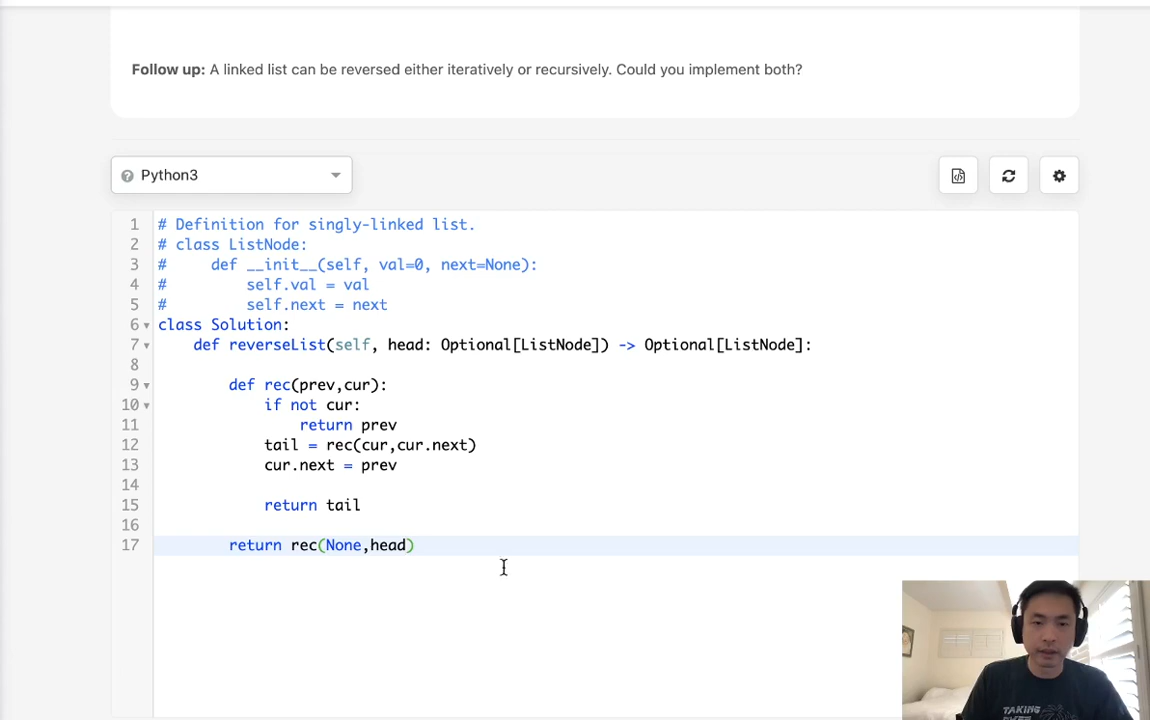 Follow up: A linked list can be reversed either iteratively or recursively. Could you implement both?
Python3
1 # Definition for singly-linked list.
2 # class ListNode:
3 #     def __init__(self, val=0, next=None):
4 #         self.val = val
5 #         self.next = next
6 class Solution:
7     def reverseList(self, head: Optional[ListNode]) -> Optional[ListNode]:
8
9         def rec(prev,cur):
10             if not cur:
11                 return prev
12             tail = rec(cur,cur.next)
13             cur.next = prev
14
15             return tail
16
17         return rec(None,head)
TAKING